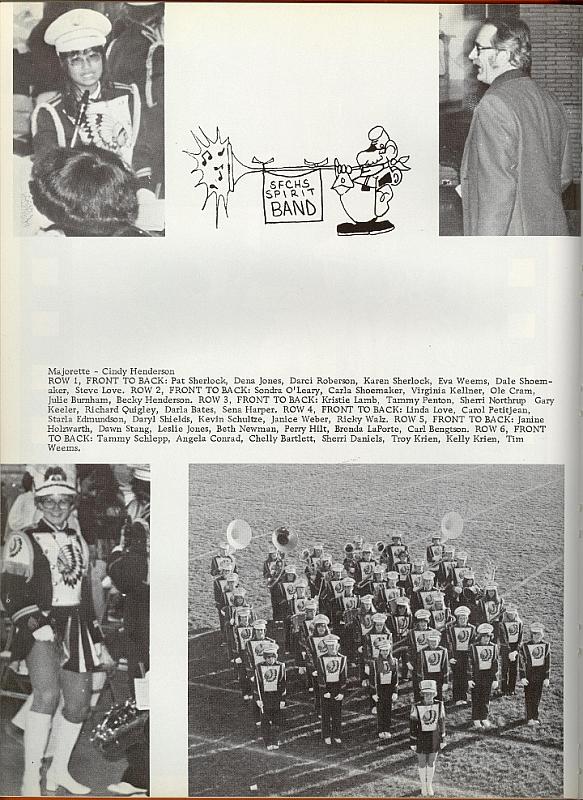 SFCHS
SPIRIT
BAND
Majorette - Cindy Henderson
ROW 1, FRONT TO BACK: Pat Sherlock, Dena Jones, Darci Roberson, Karen Sherlock, Eva Weems, Dale Shoem-
aker, Steve Love. ROW 2, FRONT TO BACK: Sondra O'Leary, Carla Shoemaker, Virginia Kellner, Ole Cram,
Julie Burnham, Becky Henderson. ROW 3, FRONT TO BACK: Kristie Lamb, Tammy Penton, Sherri Northrup Gary
Keeler, Richard Quigley, Darla Bates, Sena Harper. ROW 4, FRONT TO BACK: Linda Love, Carol Petitjean,
Starla Edmundson, Daryl Shields, Kevin Schultze, Janice Weber, Ricky Walz. ROW 5, FRONT TO BACK: Janine
Holzwarth, Dawn Stang, Leslie Jones, Beth Newman, Perry Hilt, Brenda LaPorte, Carl Bengtson. ROW 6, FRONT
TO BACK: Tammy Schlepp, Angela Conrad, Chelly Bartlett, Sherri Daniels, Troy Krien, Kelly Krien, Tim
Weems.